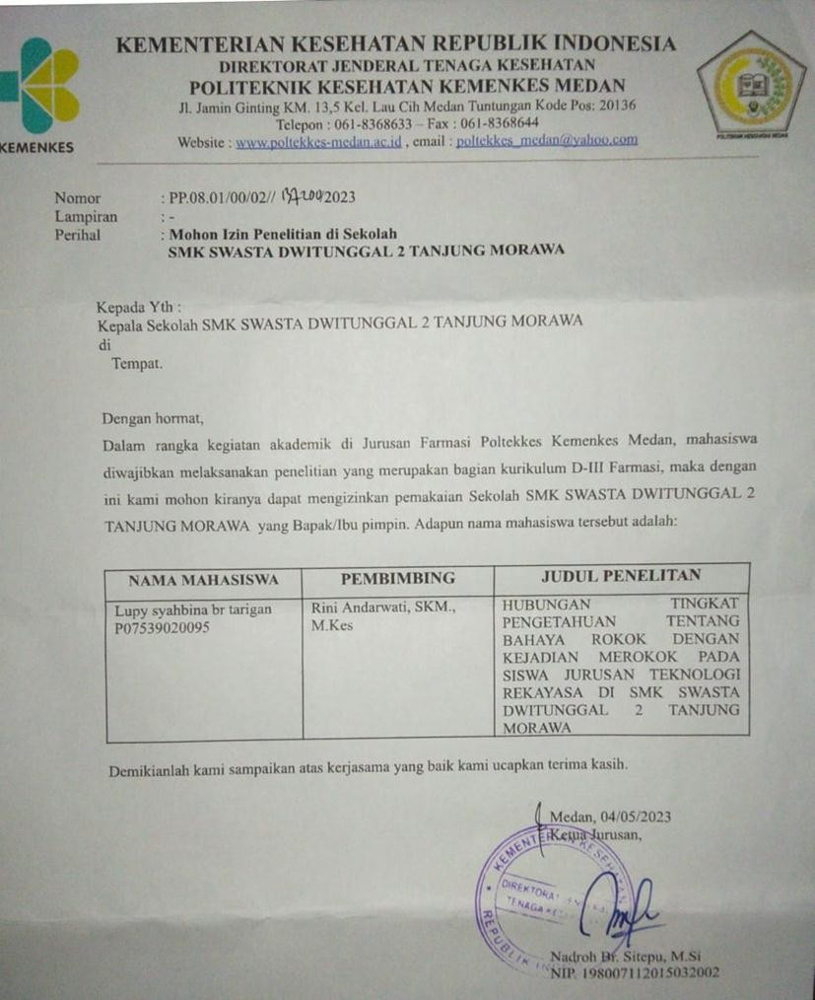 KEMENTERIAN KESEHATAN REPUBLIK INDONESIA
DIREKTORAT JENDERAL TENAGA KESEHATAN
POLITEKNIK KESEHATAN KEMENKES MEDAN
Jl. Jamin Ginting KM. 13,5 Kel. Lau Cih Medan Tuntungan Kode Pos: 20136
Telepon : 061-8368633 – Fax : 061-8368644
Website : www.poltekkes-medan.ac.id , email : poltekkes_medan@yahoo.com
KEMENKES
POLITEKNIK KESEHATAN MEDAN
Nomor : PP.08.01/00/02// /2023
Lampiran : -
Perihal : Mohon Izin Penelitian di Sekolah
SMK SWASTA DWITUNGGAL 2 TANJUNG MORAWA
Kepada Yth :
Kepala Sekolah SMK SWASTA DWITUNGGAL 2 TANJUNG MORAWA
di
Tempat.
Dengan hormat,
Dalam rangka kegiatan akademik di Jurusan Farmasi Poltekkes Kemenkes Medan, mahasiswa
diwajibkan melaksanakan penelitian yang merupakan bagian kurikulum D-III Farmasi, maka dengan
ini kami mohon kiranya dapat mengizinkan pemakaian Sekolah SMK SWASTA DWITUNGGAL 2
TANJUNG MORAWA yang Bapak/Ibu pimpin. Adapun nama mahasiswa tersebut adalah:
NAMA MAHASISWA PEMBIMBING JUDUL PENELITAN
Lupy syahbina br tarigan
P07539020095
Rini Andarwati, SKM.,
M.Kes
HUBUNGAN TINGKAT
PENGETAHUAN TENTANG
BAHAYA ROKOK DENGAN
KEJADIAN MEROKOK PADA
SISWA JURUSAN TEKNOLOGI
REKAYASA DI SMK SWASTA
DWITUNGGAL 2 TANJUNG
MORAWA
Demikianlah kami sampaikan atas kerjasama yang baik kami ucapkan terima kasih.
Medan, 04/05/2023
Ketua Jurusan,
KEMENTERIAN KESEHATAN
DIREKTORAT
TENAGA
REPUBLIK
Nadroh Br. Sitepu, M.Si
NIP. 198007112015032002